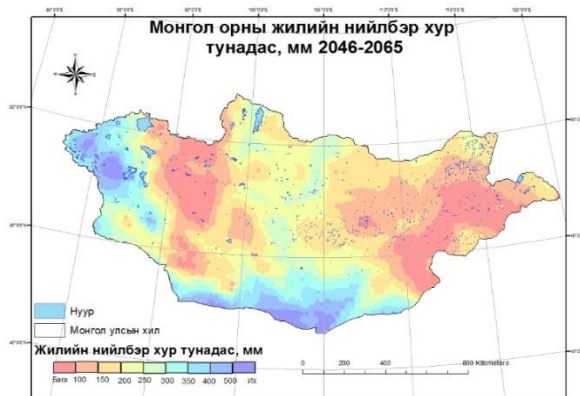 Монгол орны жилийн нийлбэр хур
тунадас, мм 2046-2065
Нуур
Монгол улсын хил
Жилийн нийлбэр хур тунадас, мм
Бага 100 150 200 250 300 350 400 500 Их
0 200 400 800 Kilometers